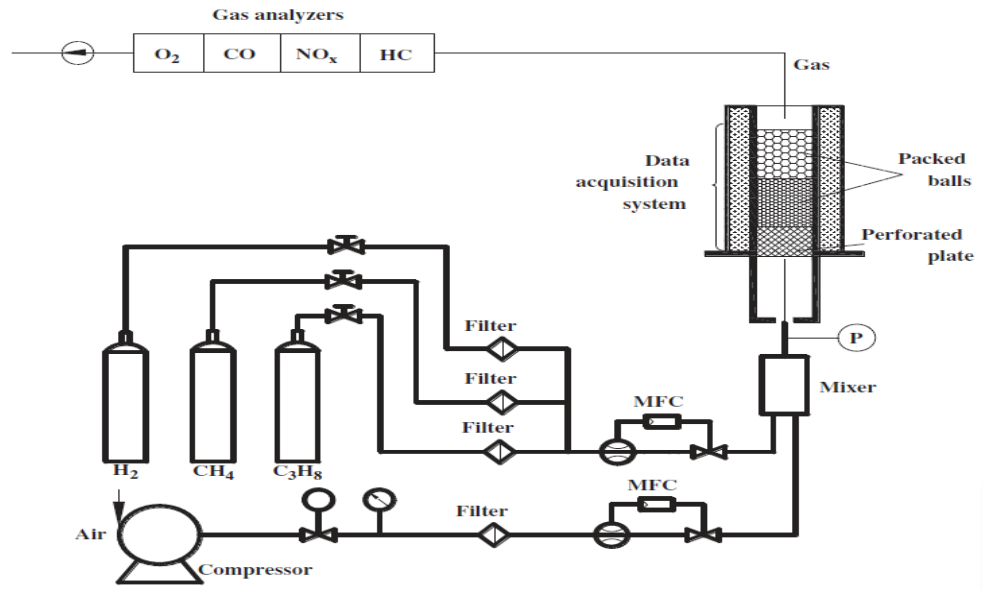 Gas analyzers
O₂ CO NOₓ HC
Gas
Data
acquisition
system
Packed
balls
Perforated
plate
Filter
P
Filter
Mixer
MFC
Filter
H₂ CH₄ C₃H₈
MFC
Filter
Air
Compressor